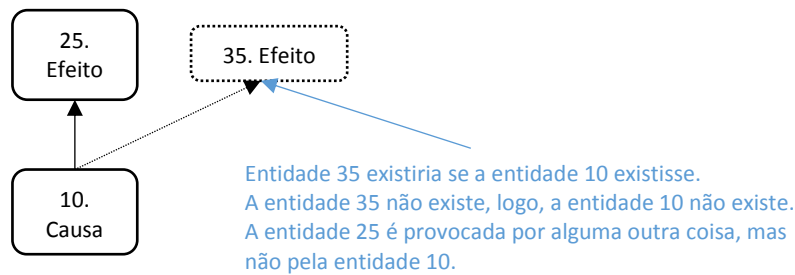 25.
Efeito
35. Efeito
10.
Causa
Entidade 35 existiria se a entidade 10 existisse.
A entidade 35 não existe, logo, a entidade 10 não existe.
A entidade 25 é provocada por alguma outra coisa, mas
não pela entidade 10.